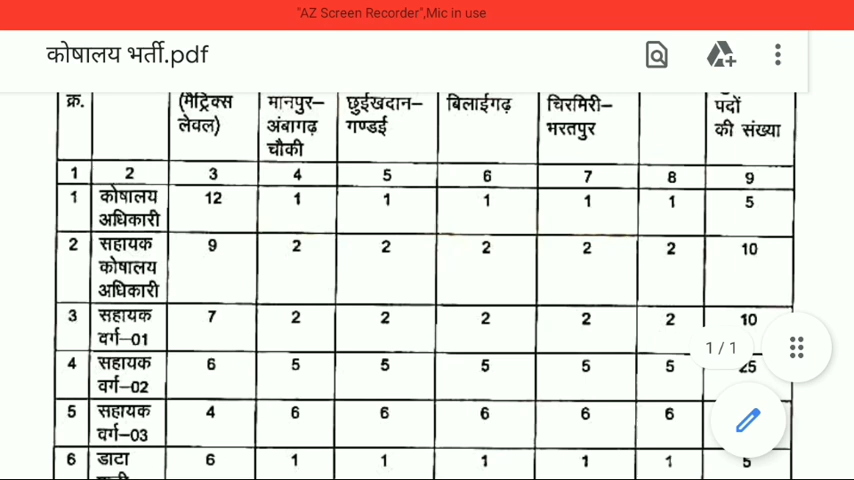 "AZ Screen Recorder",Mic in use
कोषालय भर्ती.pdf
क्र. (मैट्रिक्स मानपुर– छुईखदान– बिलाईगढ़ चिरमिरी– पदों
लेवल) अंबागढ़ गण्डई भरतपुर की संख्या
चौकी
1 2 3 4 5 6 7 8 9
1 कोषालय 12 1 1 1 1 1 5
अधिकारी
2 सहायक 9 2 2 2 2 2 10
कोषालय
अधिकारी
3 सहायक 7 2 2 2 2 2 10
वर्ग–01
1 / 1
4 सहायक 6 5 5 5 5 5 25
वर्ग–02
5 सहायक 4 6 6 6 6 6
वर्ग–03
6 डाटा 6 1 1 1 1 1 5